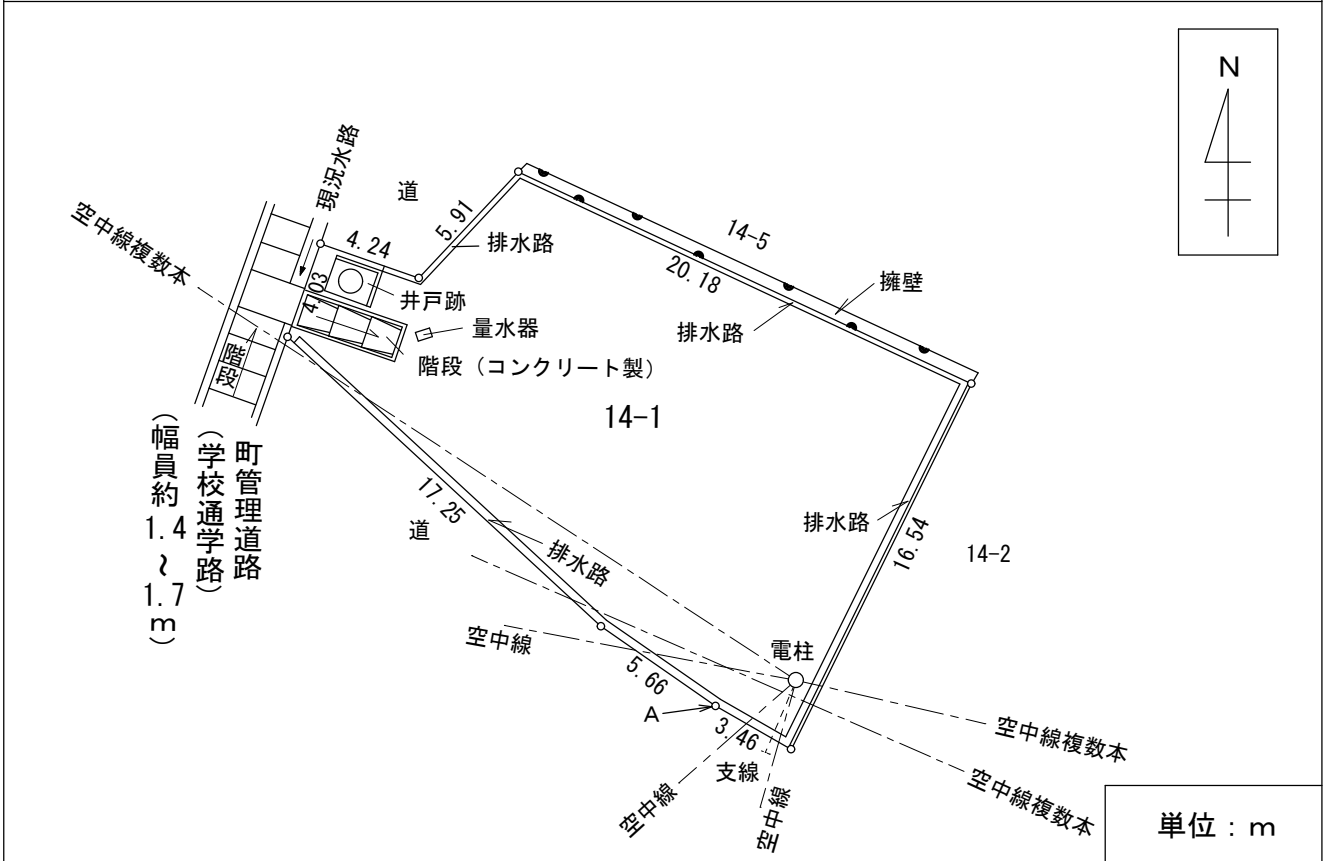 N
現況水路
道
空中線複数本
4.24
5.91
排水路
14-5
20.18
擁壁
4.03
井戸跡
量水器
排水路
階段
階段（コンクリート製）
14-1
町管理道路
（学校通学路）
（幅員約1.4～1.7m）
17.25
道
排水路
排水路
16.54
14-2
空中線
電柱
5.66
A
3.46
支線
空中線
空中線
空中線複数本
空中線複数本
単位：m